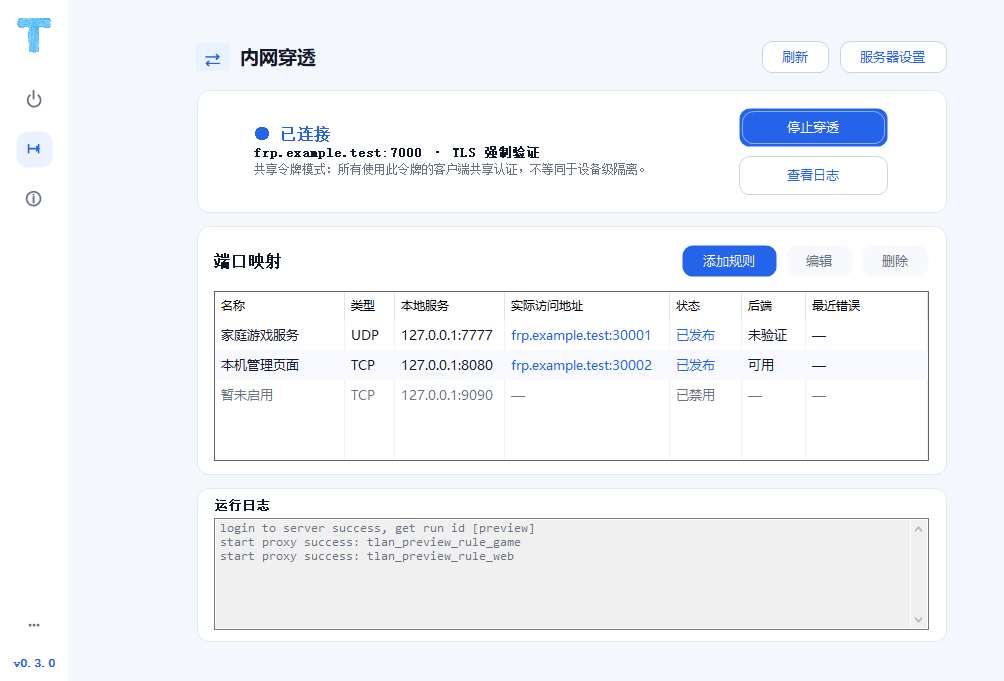 T
内网穿透
刷新
服务器设置
已连接
frp.example.test:7000 · TLS 强制验证
共享令牌模式：所有使用此令牌的客户端共享认证，不等同于设备级隔离。
停止穿透
查看日志
端口映射
添加规则
编辑
删除
名称 类型 本地服务 实际访问地址 状态 后端 最近错误
家庭游戏服务 UDP 127.0.0.1:7777 frp.example.test:30001 已发布 未验证 —
本机管理页面 TCP 127.0.0.1:8080 frp.example.test:30002 已发布 可用 —
暂未启用 TCP 127.0.0.1:9090 — 已禁用 — —
运行日志
login to server success, get run id [preview]
start proxy success: tlan_preview_rule_game
start proxy success: tlan_preview_rule_web
v0.3.0